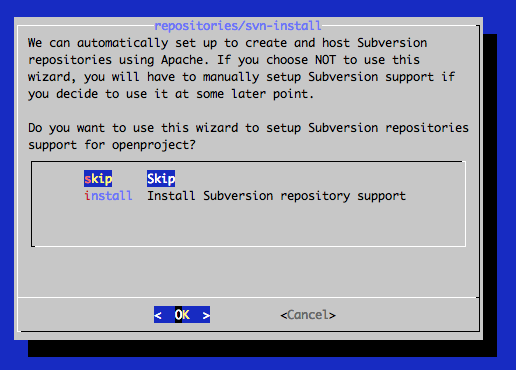 repositories/svn-install
We can automatically set up to create and host Subversion
repositories using Apache. If you choose NOT to use this
wizard, you will have to manually setup Subversion support if
you decide to use it at some later point.
Do you want to use this wizard to setup Subversion repositories
support for openproject?
skip Skip
install Install Subversion repository support
< OK > <Cancel>